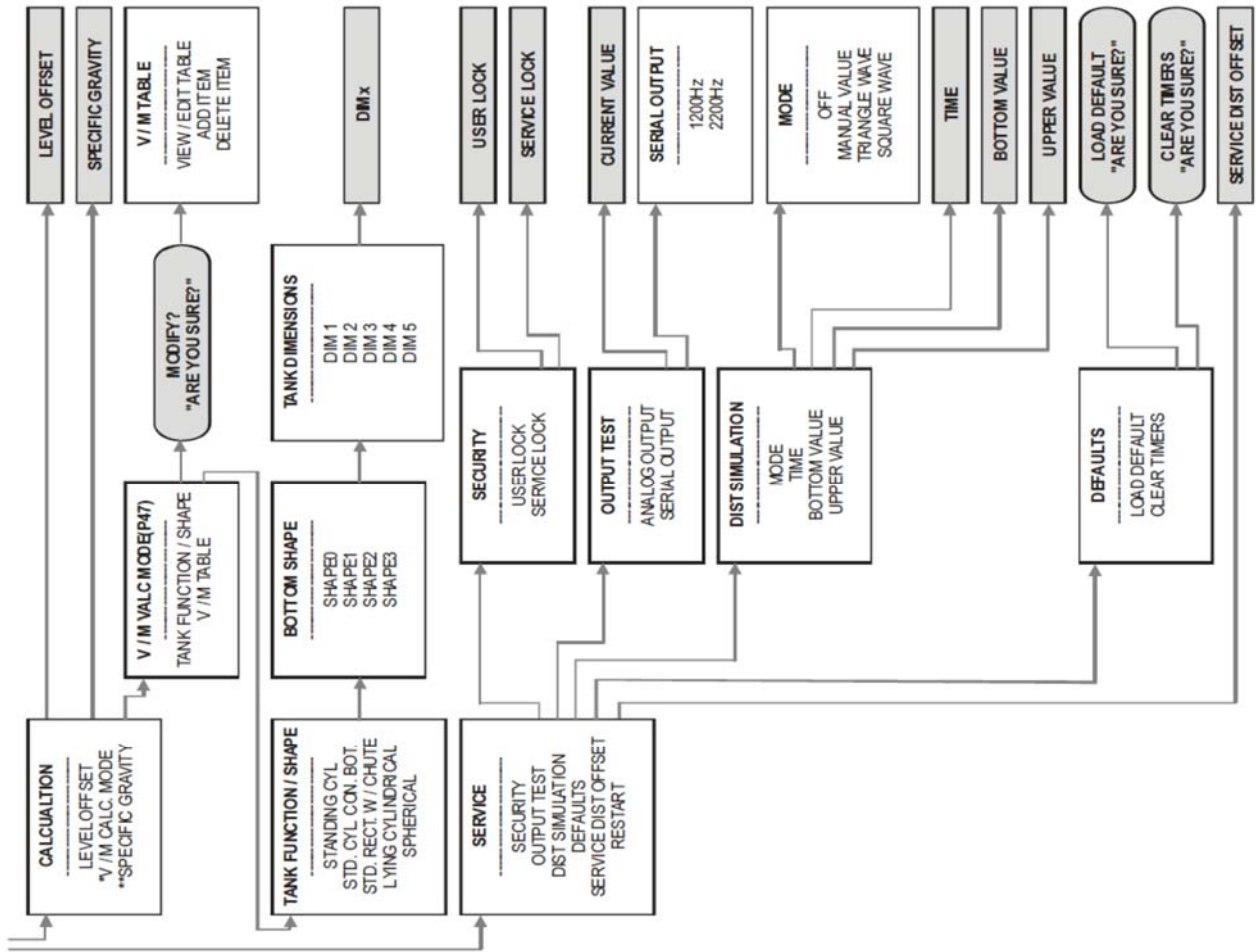 CALCUALTION
LEVEL OFFSET
*V / M CALC. MODE
**SPECIFIC GRAVITY
V / M VALC MODE(P47)
TANK FUNCTION / SHAPE
V / M TABLE
MODIFY?
"ARE YOU SURE?"
LEVEL OFFSET
SPECIFIC GRAVITY
V / M TABLE
VIEW / EDIT TABLE
ADD ITEM
DELETE ITEM
TANK FUNCTION / SHAPE
STANDING CYL
STD. CYL. CON. BOT.
STD. RECT. W / CHUTE
LYING CYLINDRICAL
SPHERICAL
BOTTOM SHAPE
SHAPE0
SHAPE1
SHAPE2
SHAPE3
TANK DIMENSIONS
DIM 1
DIM 2
DIM 3
DIM 4
DIM 5
DIMx
SERVICE
SECURITY
OUTPUT TEST
DIST SIMULATION
DEFAULTS
SERVICE DIST OFFSET
RESTART
SECURITY
USER LOCK
SERVICE LOCK
USER LOCK
SERVICE LOCK
OUTPUT TEST
ANALOG OUTPUT
SERIAL OUTPUT
CURRENT VALUE
SERIAL OUTPUT
1200Hz
2200Hz
DIST SIMULATION
MODE
TIME
BOTTOM VALUE
UPPER VALUE
MODE
OFF
MANUAL VALUE
TRIANGLE WAVE
SQUARE WAVE
TIME
BOTTOM VALUE
UPPER VALUE
DEFAULTS
LOAD DEFAULT
CLEAR TIMERS
LOAD DEFAULT
"ARE YOU SURE?"
CLEAR TIMERS
"ARE YOU SURE?"
SERVICE DIST OFFSET